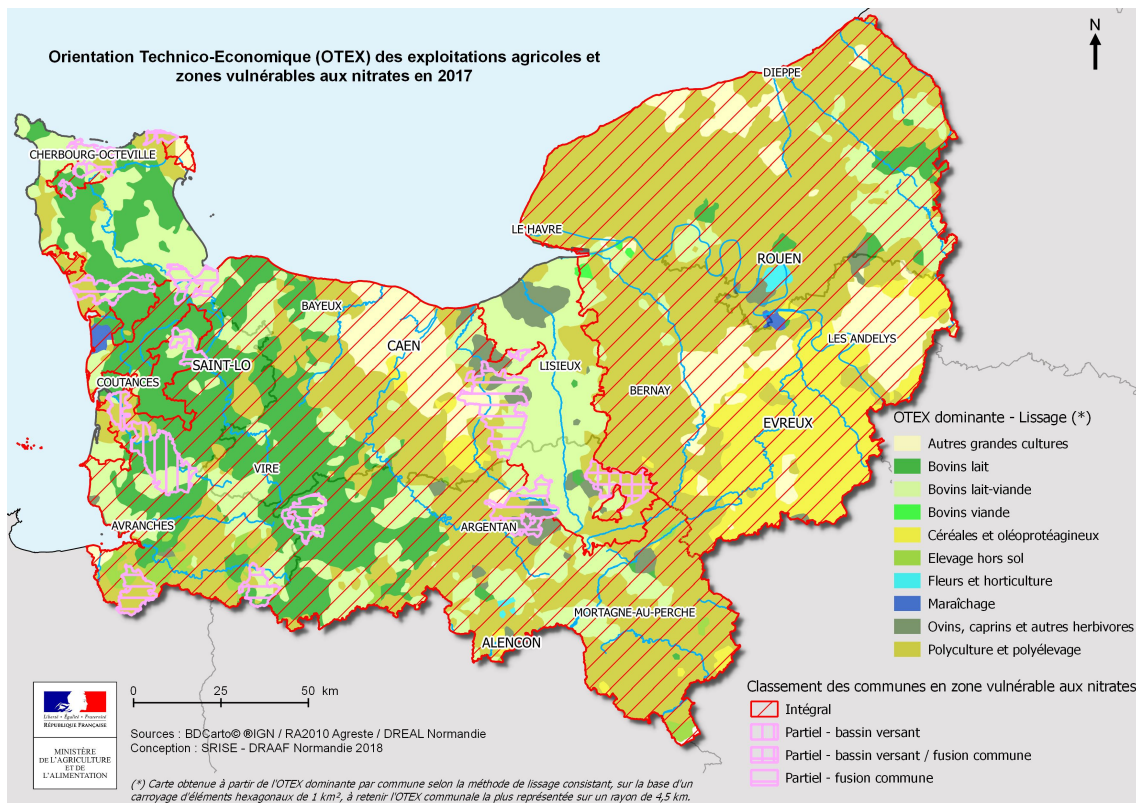 Orientation Technico-Economique (OTEX) des exploitations agricoles et
zones vulnérables aux nitrates en 2017
N
DIEPPE
CHERBOURG-OCTEVILLE
LE HAVRE
ROUEN
BAYEUX
CAEN
LES ANDELYS
SAINT-LO
LISIEUX
COUTANCES
BERNAY
EVREUX
VIRE
AVRANCHES
ARGENTAN
MORTAGNE-AU-PERCHE
ALENCON
OTEX dominante - Lissage (*)
Autres grandes cultures
Bovins lait
Bovins lait-viande
Bovins viande
Céréales et oléoprotéagineux
Elevage hors sol
Fleurs et horticulture
Maraîchage
Ovins, caprins et autres herbivores
Polyculture et polyélevage
Classement des communes en zone vulnérable aux nitrates
Intégral
Partiel - bassin versant
Partiel - bassin versant / fusion commune
Partiel - fusion commune
0 25 50 km
Liberté • Égalité • Fraternité
RÉPUBLIQUE FRANÇAISE
MINISTÈRE
DE L'AGRICULTURE
ET DE
L'ALIMENTATION
Sources : BDCarto© ®IGN / RA2010 Agreste / DREAL Normandie
Conception : SRISE - DRAAF Normandie 2018
(*) Carte obtenue à partir de l'OTEX dominante par commune selon la méthode de lissage consistant, sur la base d'un
carroyage d'éléments hexagonaux de 1 km², à retenir l'OTEX communale la plus représentée sur un rayon de 4,5 km.